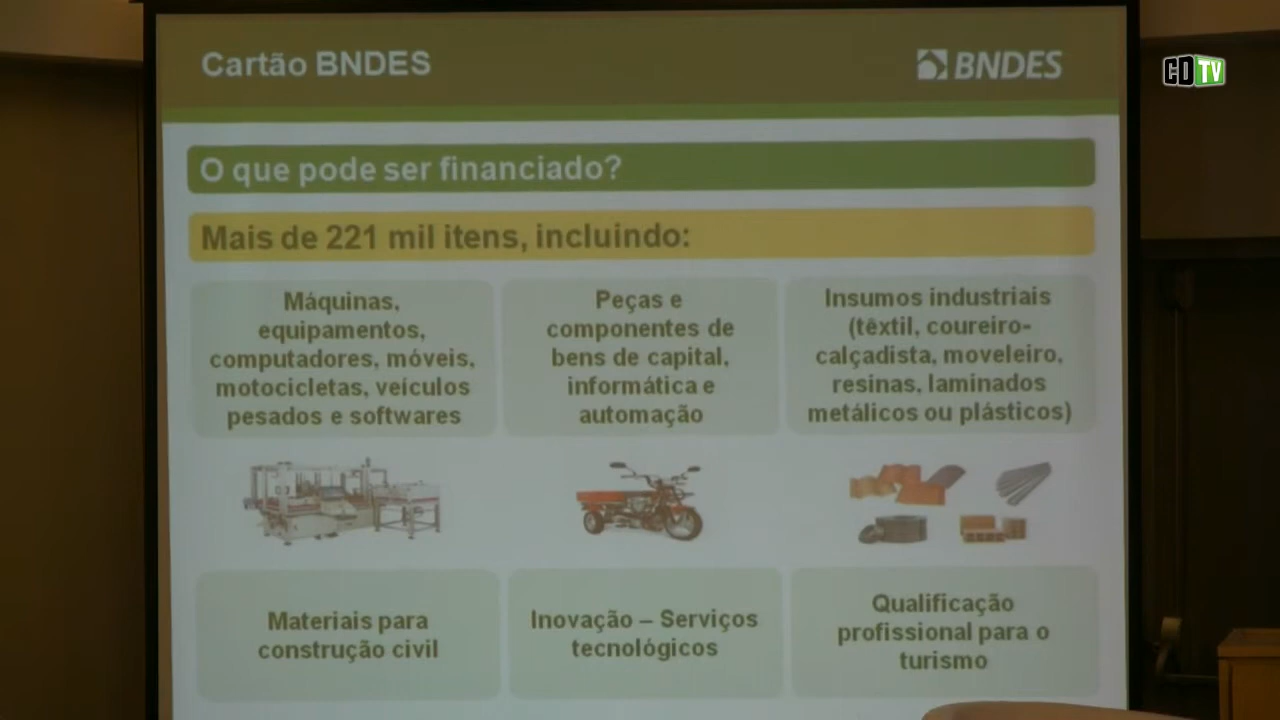 Cartão BNDES
BNDES
CDTV
O que pode ser financiado?
Mais de 221 mil itens, incluindo:
Máquinas,
equipamentos,
computadores, móveis,
motocicletas, veículos
pesados e softwares
Peças e
componentes de
bens de capital,
informática e
automação
Insumos industriais
(têxtil, coureiro-
calçadista, moveleiro,
resinas, laminados
metálicos ou plásticos)
Materiais para
construção civil
Inovação – Serviços
tecnológicos
Qualificação
profissional para o
turismo